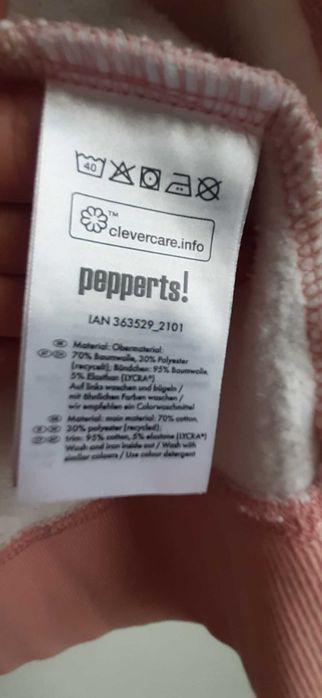 40
™
clevercare.info
pepperts!
IAN 363529_2101
Material: Obermaterial:
70% Baumwolle, 30% Polyester
(recycelt); Bündchen: 95% Baumwolle,
5% Elasthan (LYCRA®)
Auf links waschen und bügeln /
mit ähnlichen Farben waschen /
wir empfehlen ein Colorwaschmittel
Material: main material: 70% cotton,
30% polyester (recycled);
trim: 95% cotton, 5% elastane (LYCRA®)
Wash and iron inside out / Wash with
similar colours / Use colour detergent